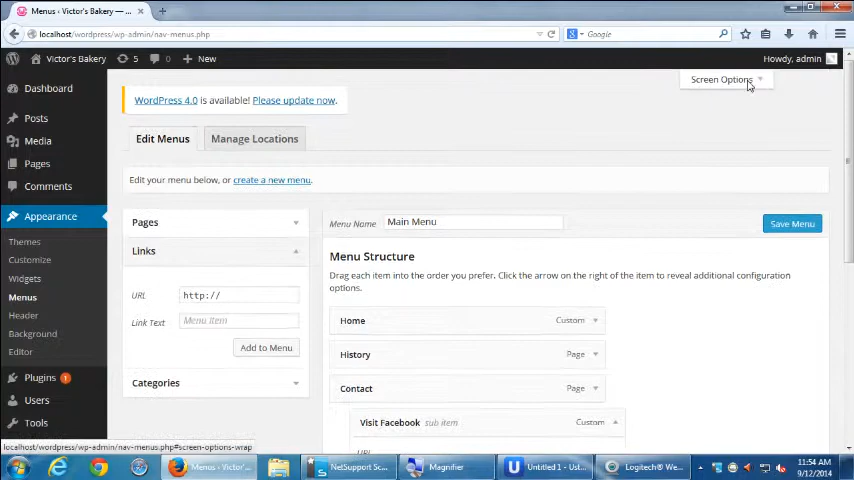 Menus ‹ Victor's Bakery —...
localhost/wordpress/wp-admin/nav-menus.php
Google
Victor's Bakery
5
0
New
Howdy, admin
Screen Options
Dashboard
Posts
Media
Pages
Comments
Appearance
Themes
Customize
Widgets
Menus
Header
Background
Editor
Plugins 1
Users
Tools
WordPress 4.0 is available! Please update now.
Edit Menus
Manage Locations
Edit your menu below, or create a new menu.
Pages
Links
URL
http://
Link Text
Menu Item
Add to Menu
Categories
Menu Name
Main Menu
Save Menu
Menu Structure
Drag each item into the order you prefer. Click the arrow on the right of the item to reveal additional configuration
options.
Home
Custom
History
Page
Contact
Page
Visit Facebook sub item
Custom
localhost/wordpress/wp-admin/nav-menus.php#screen-options-wrap
Menus ‹ Victor'...
NetSupport Sc...
Magnifier
Untitled 1 - Ust...
Logitech® We...
11:54 AM
9/12/2014